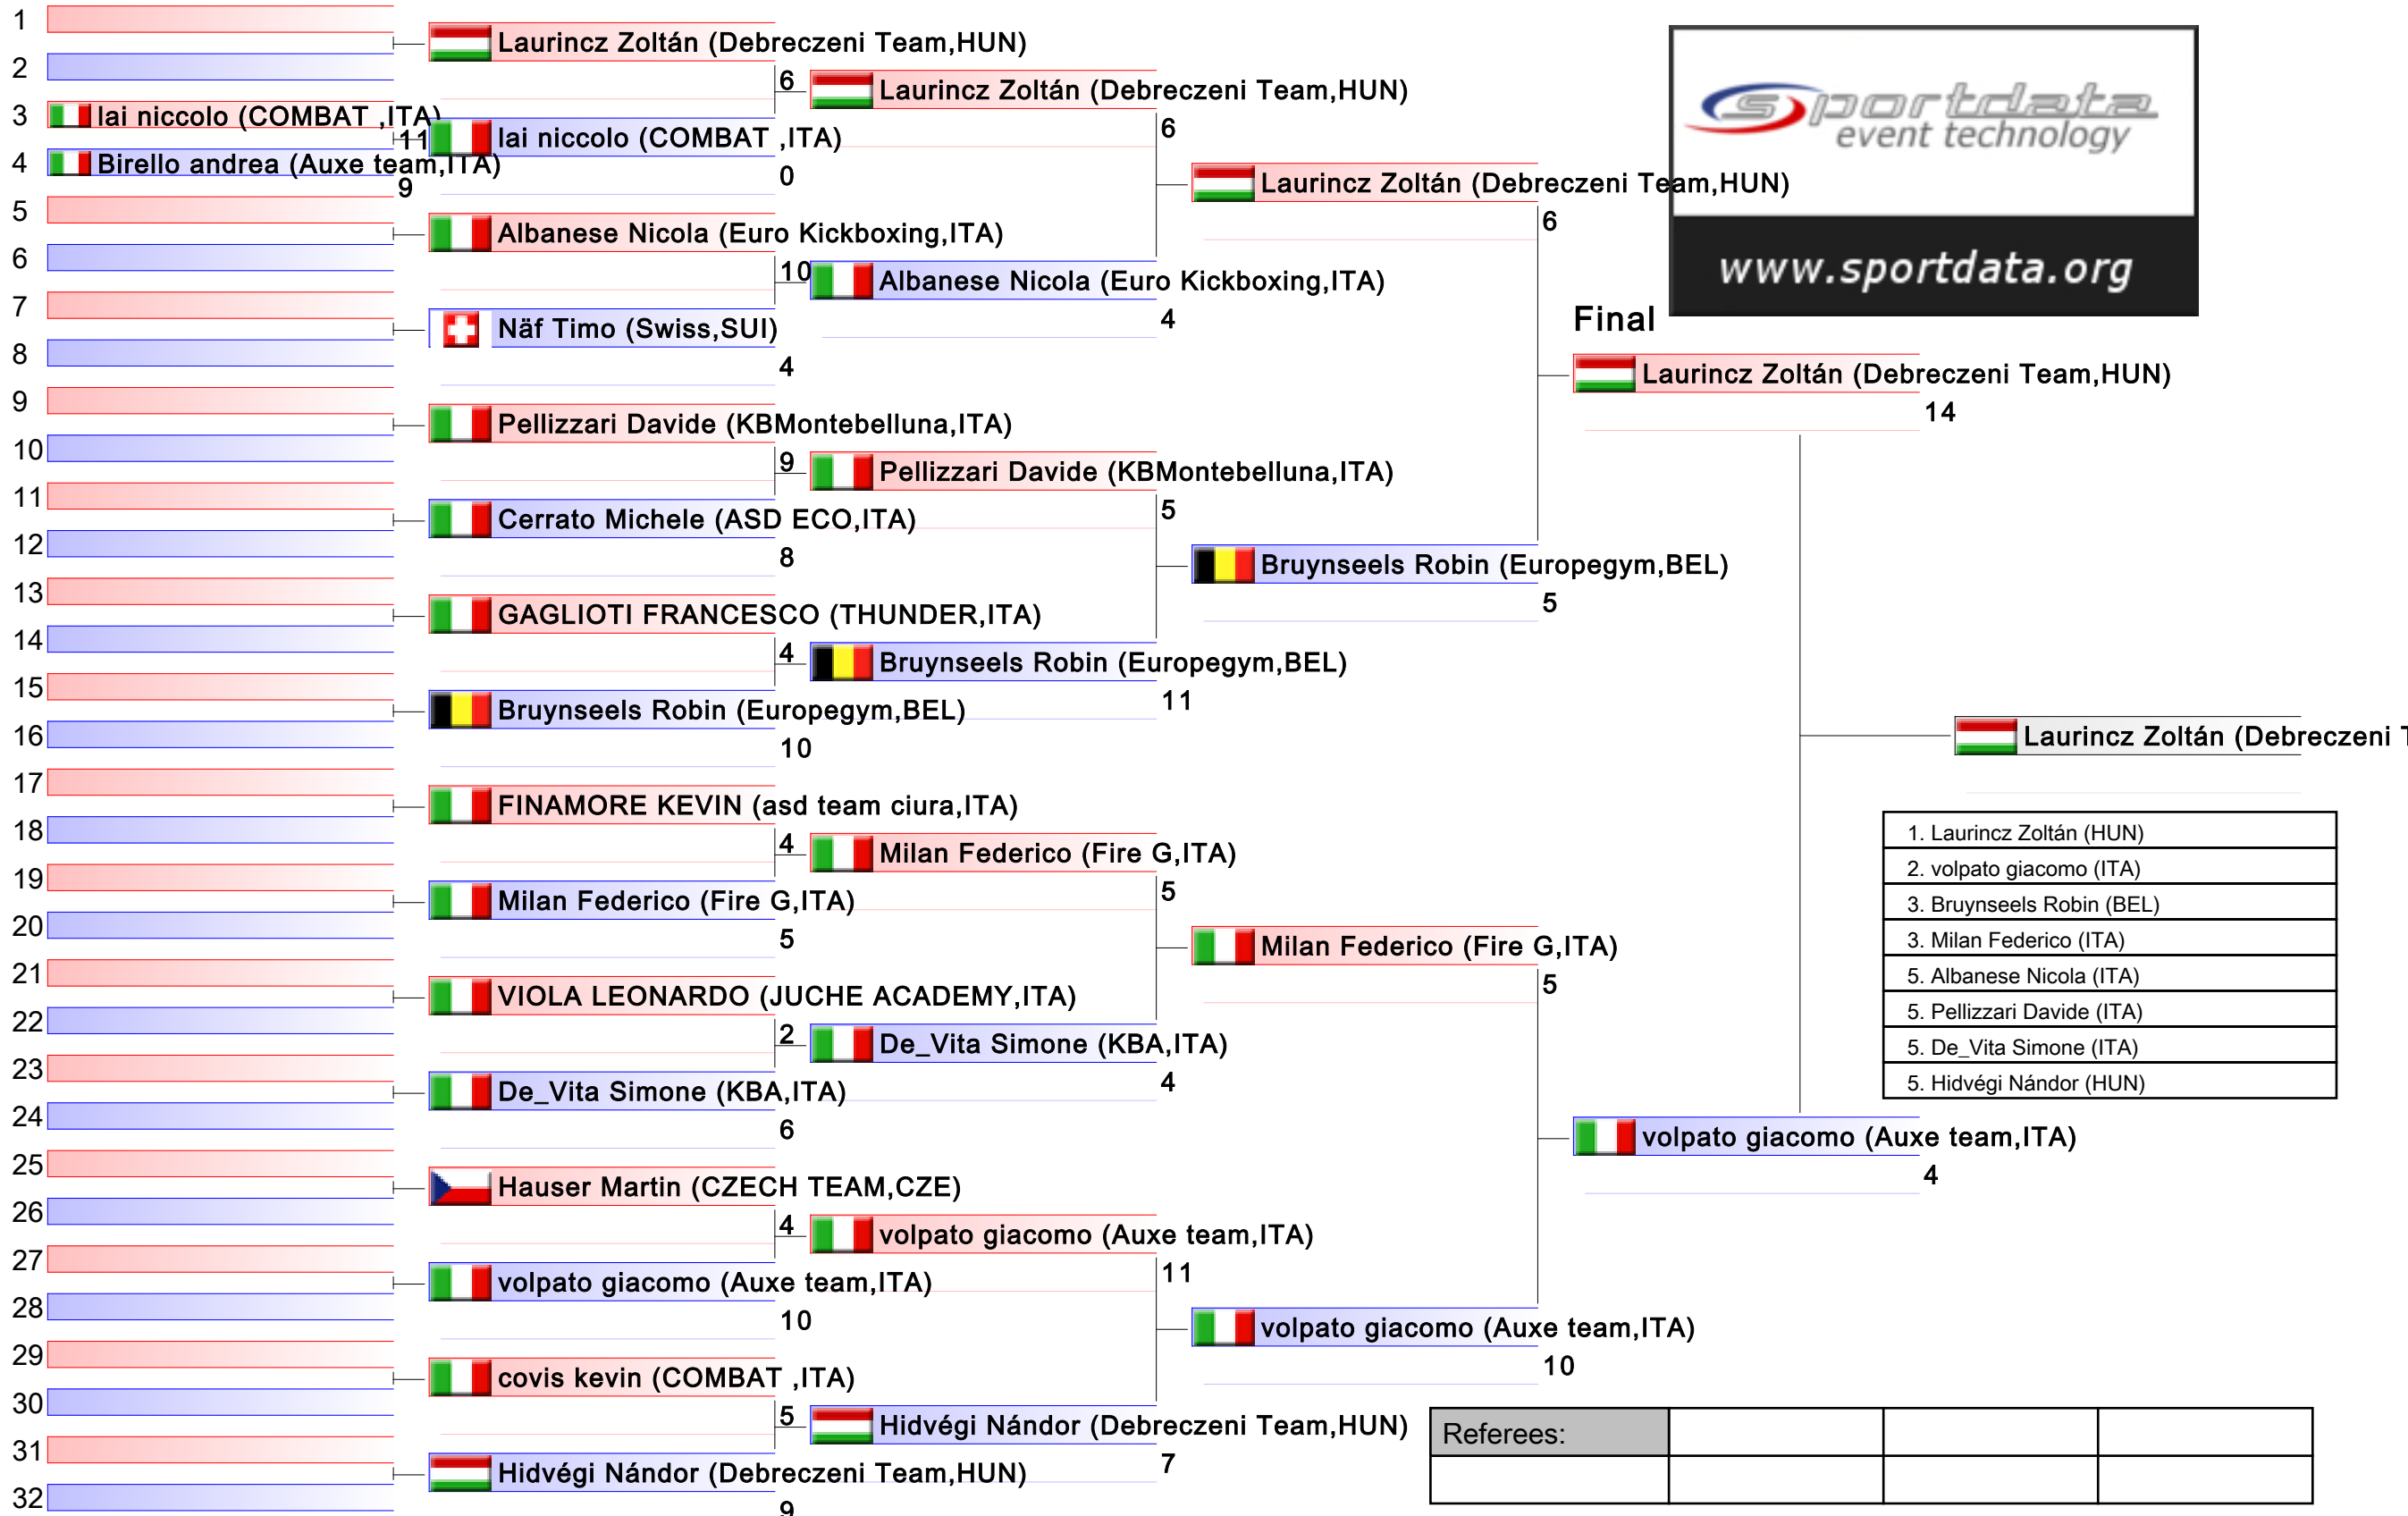 1
2
3
4
5
6
7
8
9
10
11
12
13
14
15
16
17
18
19
20
21
22
23
24
25
26
27
28
29
30
31
32
lai niccolo (COMBAT ,ITA)
11
Birello andrea (Auxe team,ITA)
9
Laurincz Zoltán (Debreczeni Team,HUN)
6
lai niccolo (COMBAT ,ITA)
0
Albanese Nicola (Euro Kickboxing,ITA)
10
Näf Timo (Swiss,SUI)
4
Pellizzari Davide (KBMontebelluna,ITA)
9
Cerrato Michele (ASD ECO,ITA)
8
GAGLIOTI FRANCESCO (THUNDER,ITA)
4
Bruynseels Robin (Europegym,BEL)
10
FINAMORE KEVIN (asd team ciura,ITA)
4
Milan Federico (Fire G,ITA)
5
VIOLA LEONARDO (JUCHE ACADEMY,ITA)
2
De_Vita Simone (KBA,ITA)
6
Hauser Martin (CZECH TEAM,CZE)
4
volpato giacomo (Auxe team,ITA)
10
covis kevin (COMBAT ,ITA)
5
Hidvégi Nándor (Debreczeni Team,HUN)
9
Laurincz Zoltán (Debreczeni Team,HUN)
6
Albanese Nicola (Euro Kickboxing,ITA)
4
Pellizzari Davide (KBMontebelluna,ITA)
5
Bruynseels Robin (Europegym,BEL)
11
Milan Federico (Fire G,ITA)
5
De_Vita Simone (KBA,ITA)
4
volpato giacomo (Auxe team,ITA)
11
Hidvégi Nándor (Debreczeni Team,HUN)
7
Laurincz Zoltán (Debreczeni Team,HUN)
6
Bruynseels Robin (Europegym,BEL)
5
Milan Federico (Fire G,ITA)
5
volpato giacomo (Auxe team,ITA)
10
sportdata
event technology
www.sportdata.org
Final
Laurincz Zoltán (Debreczeni Team,HUN)
14
volpato giacomo (Auxe team,ITA)
4
Laurincz Zoltán (Debreczeni
1. Laurincz Zoltán (HUN)
2. volpato giacomo (ITA)
3. Bruynseels Robin (BEL)
3. Milan Federico (ITA)
5. Albanese Nicola (ITA)
5. Pellizzari Davide (ITA)
5. De_Vita Simone (ITA)
5. Hidvégi Nándor (HUN)
Referees: